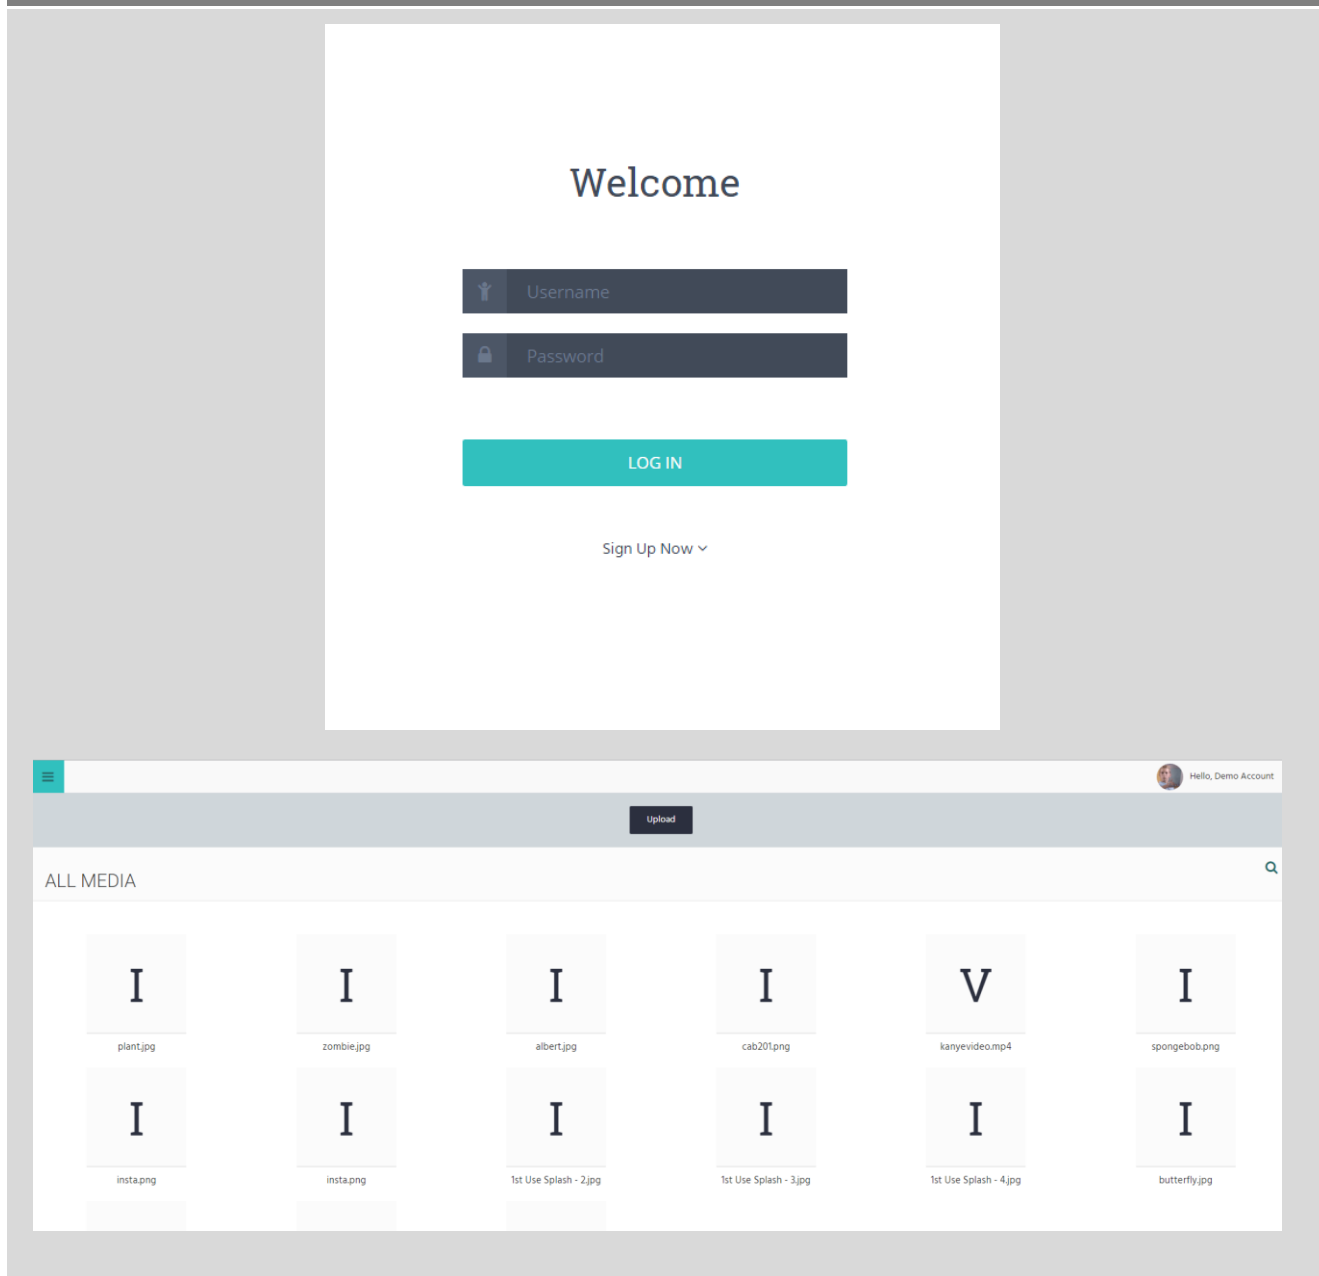 Welcome
Username
Password
LOG IN
Sign Up Now
Hello, Demo Account
Upload
ALL MEDIA
I I I I V I
plant.jpg zombie.jpg albert.jpg cab201.png kanyevideo.mp4 spongebob.png
I I I I I I
insta.png insta.png 1st Use Splash - 2.jpg 1st Use Splash - 3.jpg 1st Use Splash - 4.jpg butterfly.jpg